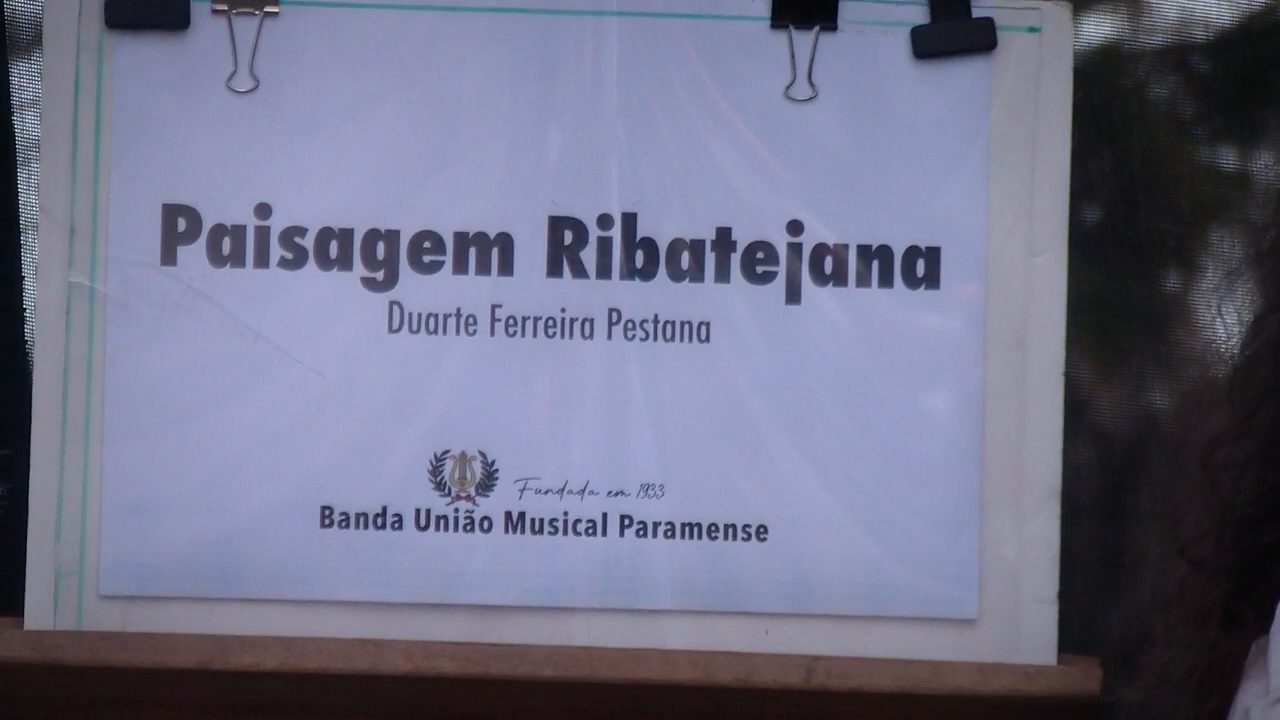 Paisagem Ribatejana
Duarte Ferreira Pestana
Fundada em 1933
Banda União Musical Paramense